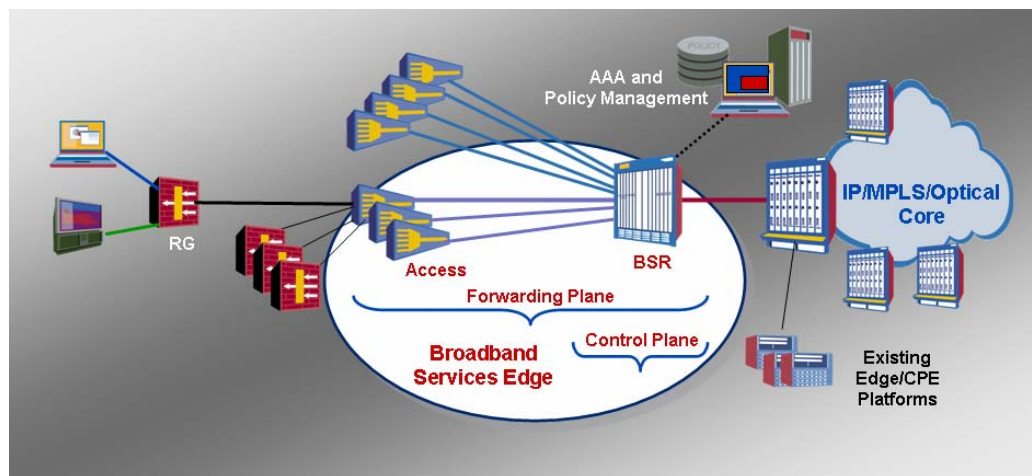 POLICY
AAA and
Policy Management
IP/MPLS/Optical
Core
RG
Access
BSR
Forwarding Plane
Control Plane
Broadband
Services Edge
Existing
Edge/CPE
Platforms